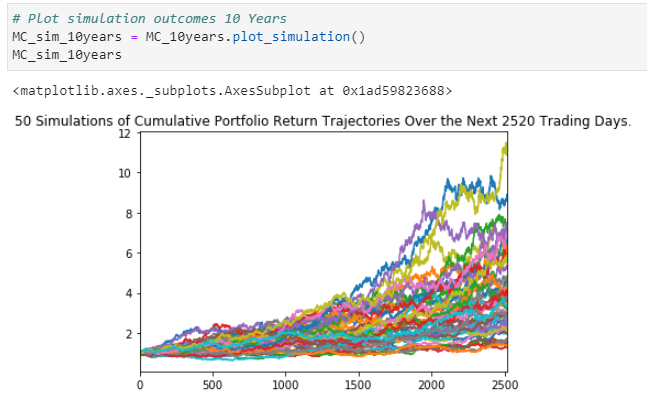 # Plot simulation outcomes 10 Years
MC_sim_10years = MC_10years.plot_simulation()
MC_sim_10years
<matplotlib.axes._subplots.AxesSubplot at 0x1ad59823688>
50 Simulations of Cumulative Portfolio Return Trajectories Over the Next 2520 Trading Days.
12
10
8
6
4
2
0 500 1000 1500 2000 2500